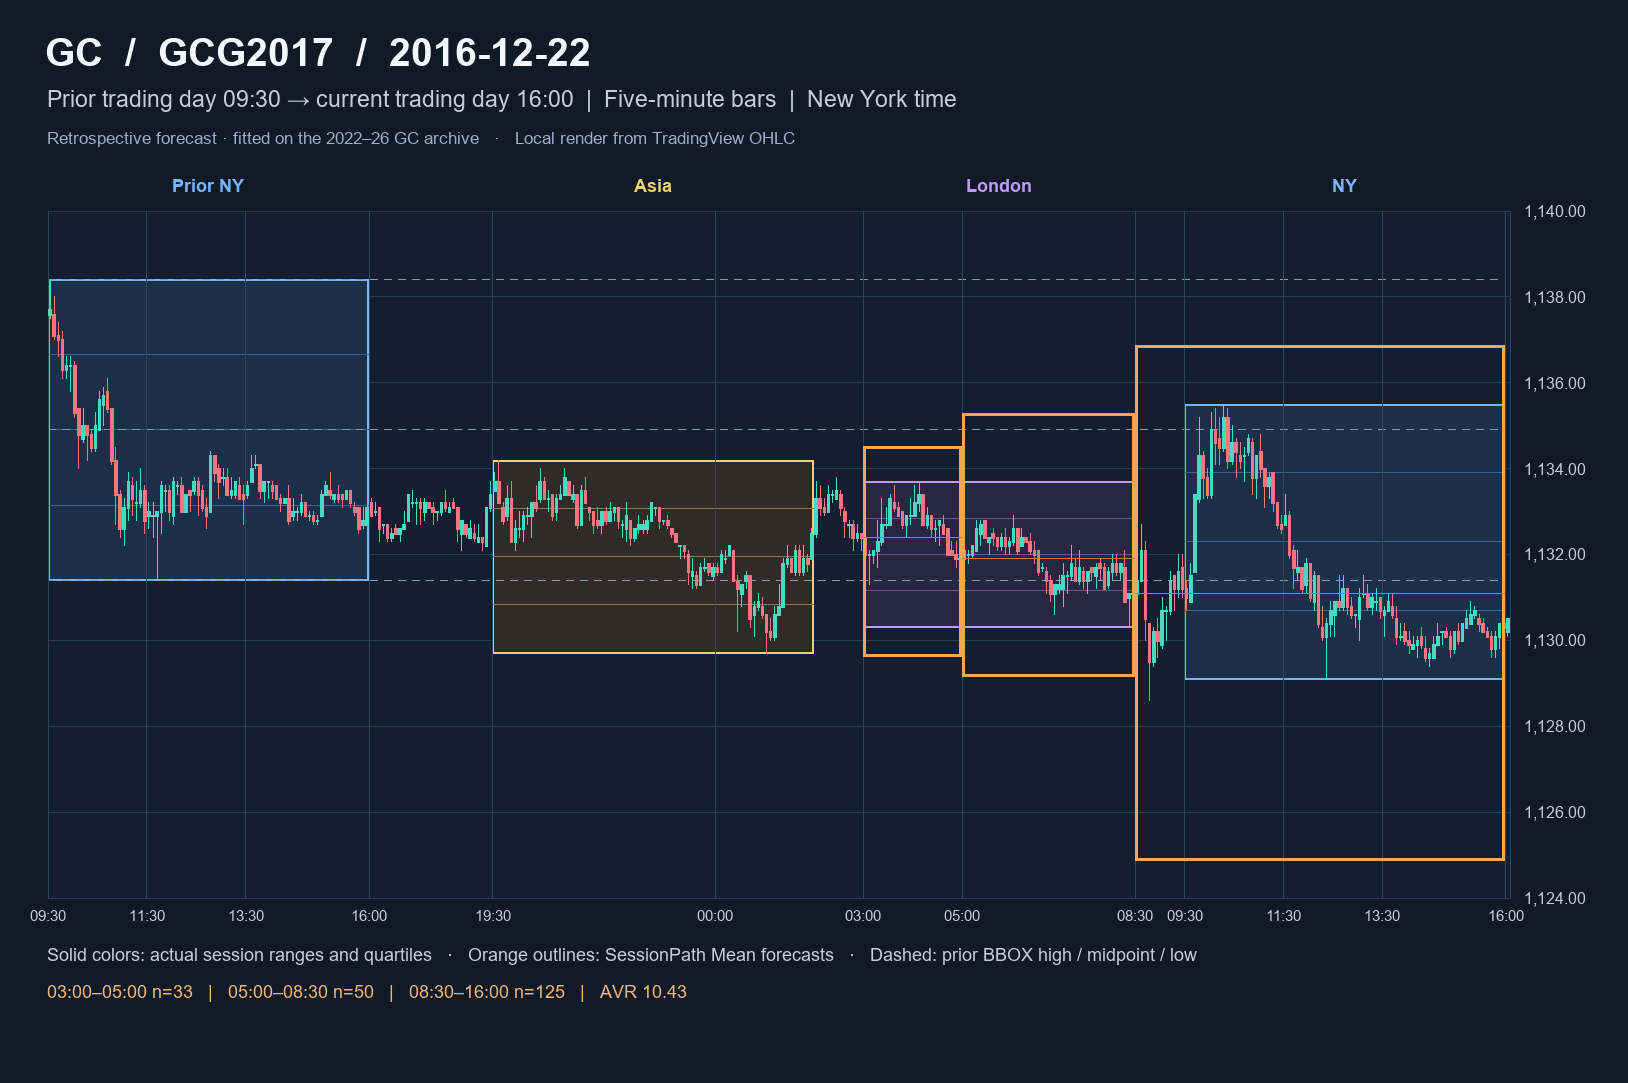 GC / GCG2017 / 2016-12-22
Prior trading day 09:30 → current trading day 16:00 | Five-minute bars | New York time
Retrospective forecast · fitted on the 2022–26 GC archive · Local render from TradingView OHLC
Prior NY Asia London NY
1,140.00
1,138.00
1,136.00
1,134.00
1,132.00
1,130.00
1,128.00
1,126.00
1,124.00
09:30 11:30 13:30 16:00 19:30 00:00 03:00 05:00 08:30 09:30 11:30 13:30 16:00
Solid colors: actual session ranges and quartiles · Orange outlines: SessionPath Mean forecasts · Dashed: prior BBOX high / midpoint / low
03:00–05:00 n=33 | 05:00–08:30 n=50 | 08:30–16:00 n=125 | AVR 10.43